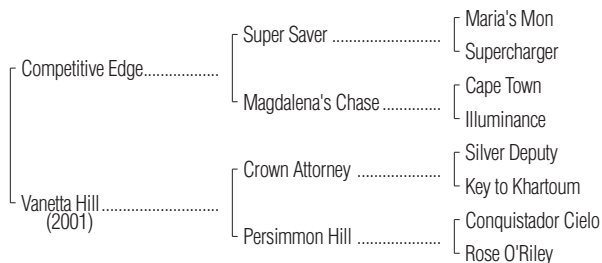 Maria's Mon
Super Saver ..........................
Supercharger
Competitive Edge..................
Cape Town
Magdalena's Chase ..............
Illuminance
Silver Deputy
Crown Attorney ....................
Key to Khartoum
Vanetta Hill ............................
(2001)
Conquistador Cielo
Persimmon Hill ....................
Rose O'Riley